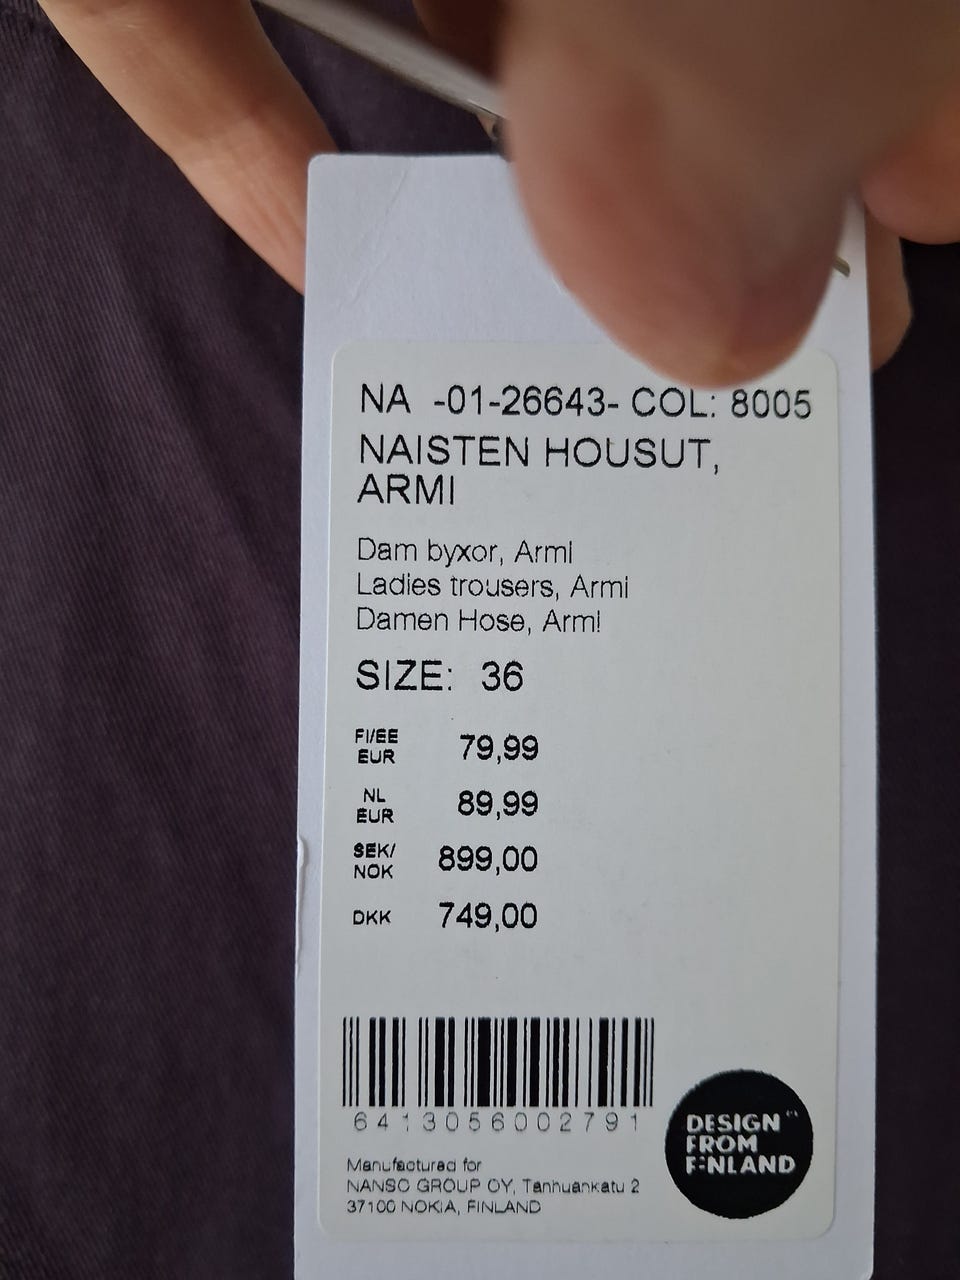 NA -01-26643- COL: 8005
NAISTEN HOUSUT,
ARMI
Dam byxor, Armi
Ladies trousers, Armi
Damen Hose, Armi
SIZE: 36
FI/EE
EUR 79,99
NL
EUR 89,99
SEK/
NOK 899,00
DKK 749,00
6413056002791
Manufactured for
NANSO GROUP OY, Tanhuankatu 2
37100 NOKIA, FINLAND
DESIGN
FROM
FINLAND